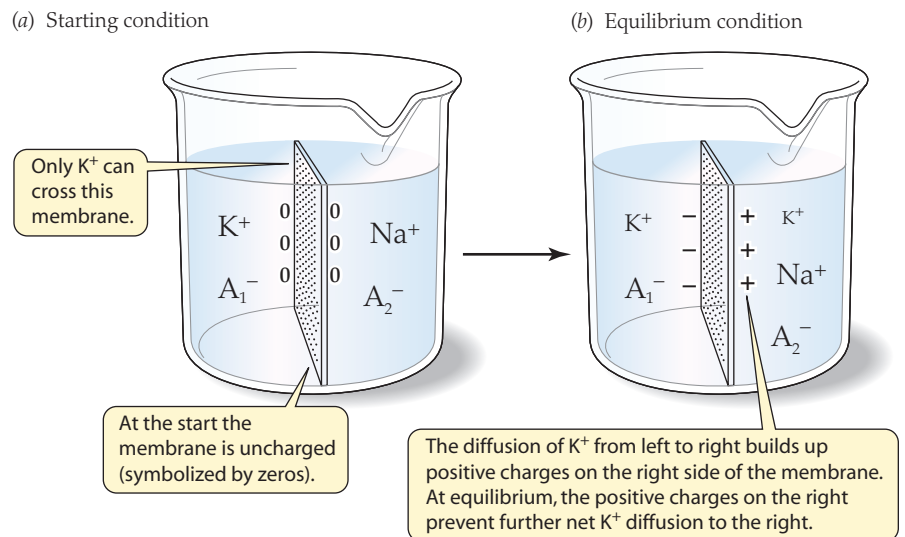 (a) Starting condition
Only K⁺ can
cross this
membrane.
K⁺
A₁⁻
0 0
0 0
0 0
Na⁺
A₂⁻
At the start the
membrane is uncharged
(symbolized by zeros).
(b) Equilibrium condition
K⁺
A₁⁻
– +
– +
– +
K⁺
Na⁺
A₂⁻
The diffusion of K⁺ from left to right builds up
positive charges on the right side of the membrane.
At equilibrium, the positive charges on the right
prevent further net K⁺ diffusion to the right.